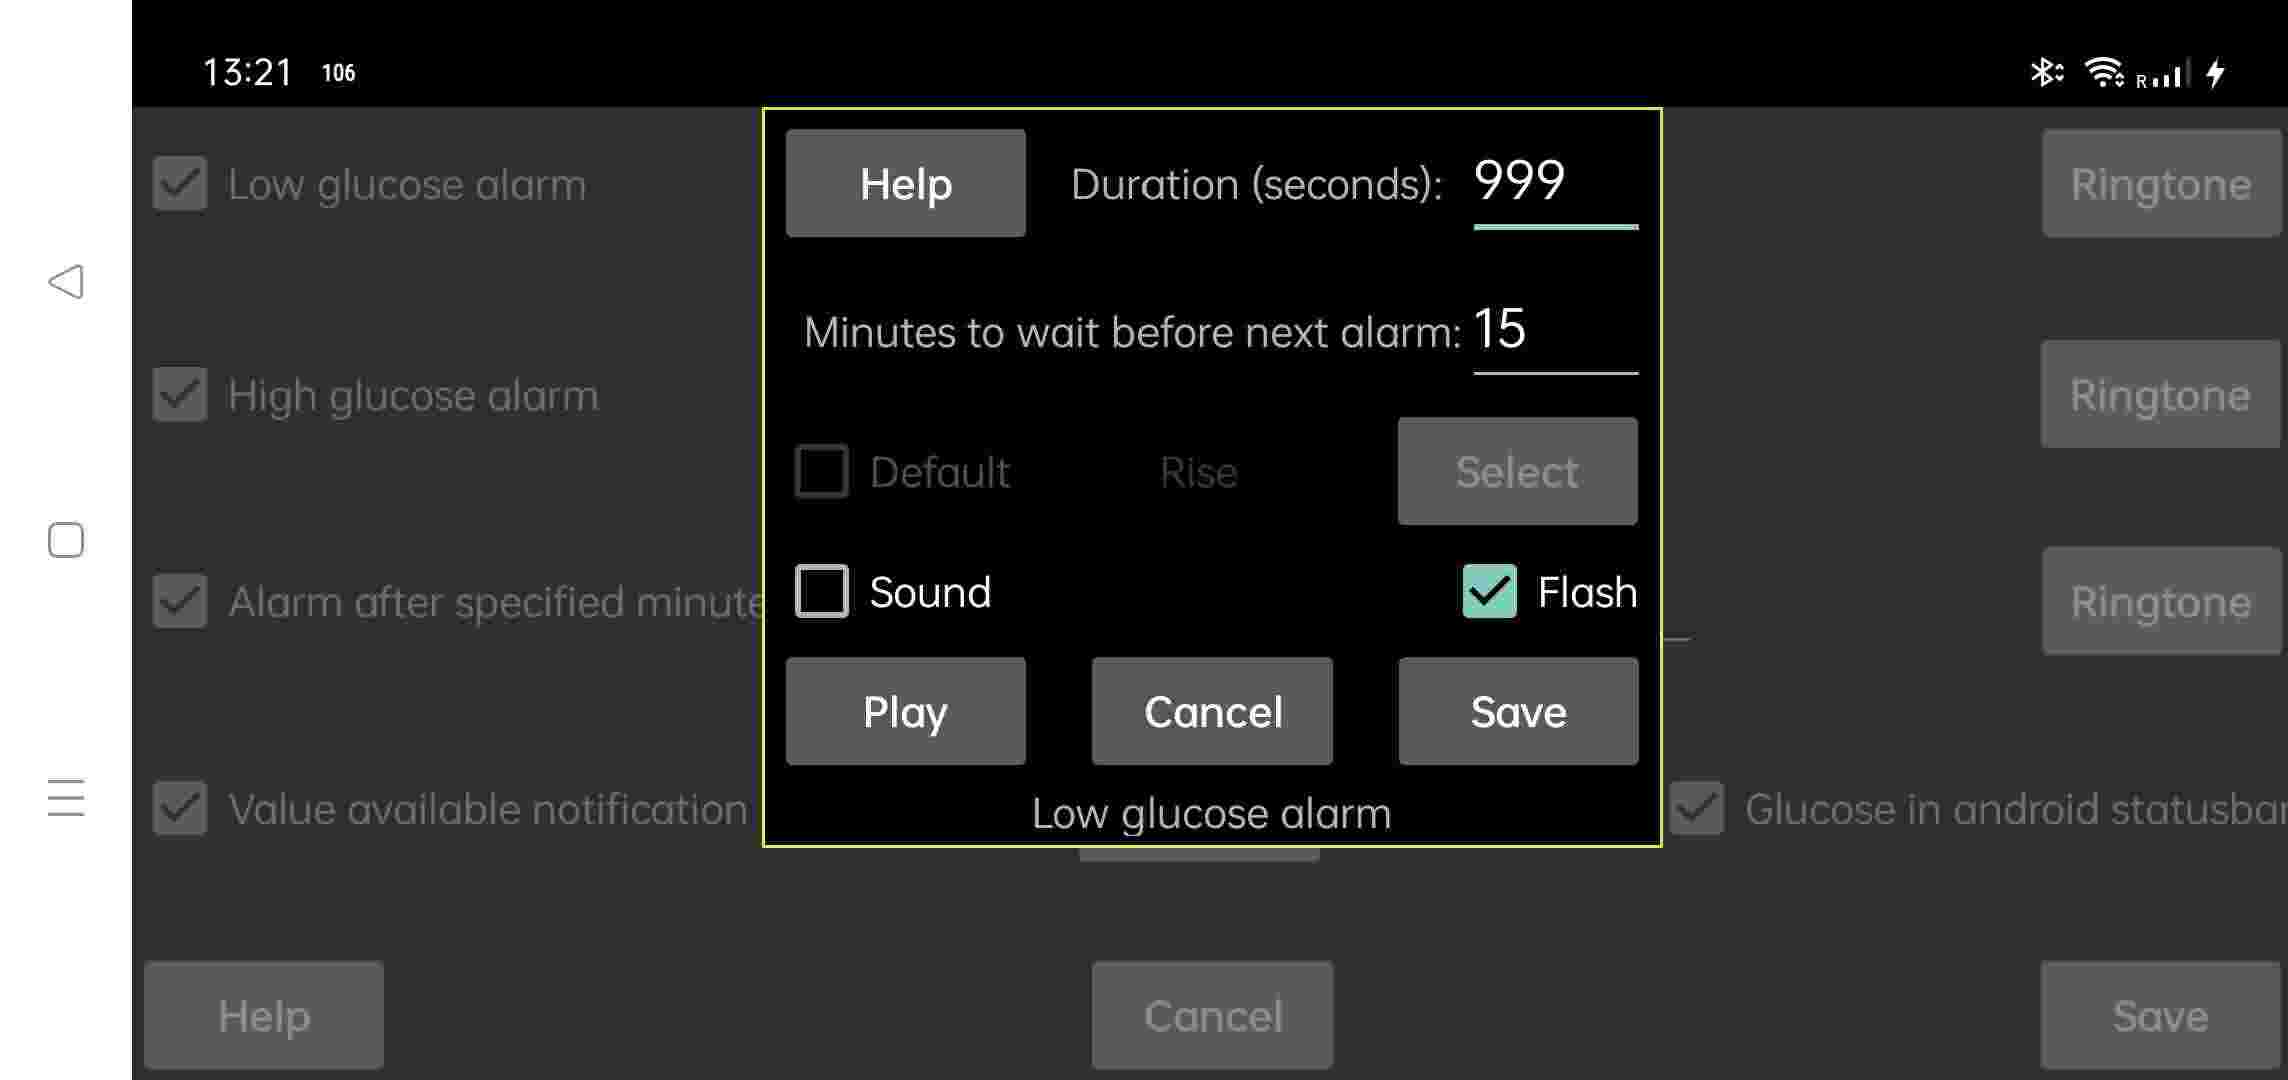 13:21 106 R
Low glucose alarm Help Duration (seconds): 999 Ringtone
Minutes to wait before next alarm: 15
High glucose alarm Ringtone
Default Rise Select
Sound Flash
Alarm after specified minute Ringtone
Play Cancel Save
Value available notification Low glucose alarm Glucose in android statusbar
Help Cancel Save